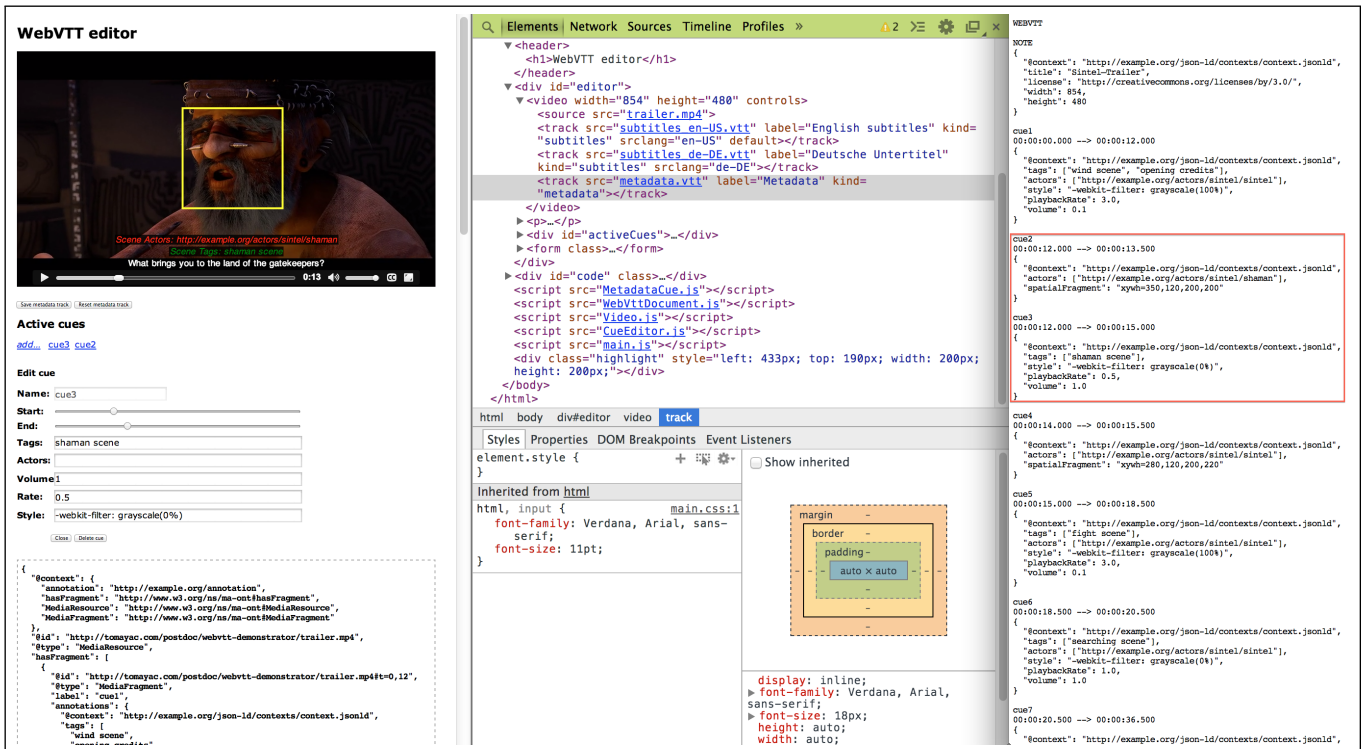 WebVTT editor
Scene Actors: http://example.org/actors/sintel/shaman
Scene Tags: shaman scene
What brings you to the land of the gatekeepers?
0:13
CC
Save metadata track Reset metadata track
Active cues
add... cue3 cue2
Edit cue
Name: cue3
Start:
End:
Tags: shaman scene
Actors:
Volume 1
Rate: 0.5
Style: -webkit-filter: grayscale(0%)
Close Delete cue
{
"@context": {
"annotation": "http://example.org/annotation",
"hasFragment": "http://www.w3.org/ns/ma-ont#hasFragment",
"MediaResource": "http://www.w3.org/ns/ma-ont#MediaResource",
"MediaFragment": "http://www.w3.org/ns/ma-ont#MediaFragment"
},
"@id": "http://tomayac.com/postdoc/webvtt-demonstrator/trailer.mp4",
"@type": "MediaResource",
"hasFragment": [
{
"@id": "http://tomayac.com/postdoc/webvtt-demonstrator/trailer.mp4#t=0,12",
"@type": "MediaFragment",
"label": "cue1",
"annotations": {
"@context": "http://example.org/json-ld/contexts/context.jsonld",
"tags": [
"wind scene",
"opening credits"
Elements Network Sources Timeline Profiles » 2 ×
▼<header>
<h1>WebVTT editor</h1>
</header>
▼<div id="editor">
▼<video width="854" height="480" controls>
<source src="trailer.mp4">
<track src="subtitles_en-US.vtt" label="English subtitles" kind=
"subtitles" srclang="en-US" default></track>
<track src="subtitles_de-DE.vtt" label="Deutsche Untertitel"
kind="subtitles" srclang="de-DE"></track>
<track src="metadata.vtt" label="Metadata" kind=
"metadata"></track>
</video>
▶<p>…</p>
▶<div id="activeCues">…</div>
▶<form class>…</form>
</div>
▶<div id="code" class>…</div>
<script src="MetadataCue.js"></script>
<script src="WebVttDocument.js"></script>
<script src="Video.js"></script>
<script src="CueEditor.js"></script>
<script src="main.js"></script>
<div class="highlight" style="left: 433px; top: 190px; width: 200px;
height: 200px;"></div>
</body>
</html>
html body div#editor video track
Styles Properties DOM Breakpoints Event Listeners
element.style {
}
Inherited from html
html, input { main.css:1
font-family: Verdana, Arial, sans-
serif;
font-size: 11pt;
}
Show inherited
margin –
border –
padding –
– – – auto × auto – – –
–
–
–
display: inline;
▶ font-family: Verdana, Arial,
sans-serif;
▶ font-size: 18px;
height: auto;
width: auto;
WEBVTT
NOTE
{
"@context": "http://example.org/json-ld/contexts/context.jsonld",
"title": "Sintel–Trailer",
"license": "http://creativecommons.org/licenses/by/3.0/",
"width": 854,
"height": 480
}
cue1
00:00:00.000 --> 00:00:12.000
{
"@context": "http://example.org/json-ld/contexts/context.jsonld",
"tags": ["wind scene", "opening credits"],
"actors": ["http://example.org/actors/sintel/sintel"],
"style": "-webkit-filter: grayscale(100%)",
"playbackRate": 3.0,
"volume": 0.1
}
cue2
00:00:12.000 --> 00:00:13.500
{
"@context": "http://example.org/json-ld/contexts/context.jsonld",
"actors": ["http://example.org/actors/sintel/shaman"],
"spatialFragment": "xywh=350,120,200,200"
}
cue3
00:00:12.000 --> 00:00:15.000
{
"@context": "http://example.org/json-ld/contexts/context.jsonld",
"tags": ["shaman scene"],
"style": "-webkit-filter: grayscale(0%)",
"playbackRate": 0.5,
"volume": 1.0
}
cue4
00:00:14.000 --> 00:00:15.500
{
"@context": "http://example.org/json-ld/contexts/context.jsonld",
"actors": ["http://example.org/actors/sintel/sintel"],
"spatialFragment": "xywh=280,120,200,220"
}
cue5
00:00:15.000 --> 00:00:18.500
{
"@context": "http://example.org/json-ld/contexts/context.jsonld",
"tags": ["fight scene"],
"actors": ["http://example.org/actors/sintel/sintel"],
"style": "-webkit-filter: grayscale(100%)",
"playbackRate": 3.0,
"volume": 0.1
}
cue6
00:00:18.500 --> 00:00:20.500
{
"@context": "http://example.org/json-ld/contexts/context.jsonld",
"tags": ["searching scene"],
"actors": ["http://example.org/actors/sintel/sintel"],
"style": "-webkit-filter: grayscale(0%)",
"playbackRate": 1.0,
"volume": 1.0
}
cue7
00:00:20.500 --> 00:00:36.500
{
"@context": "http://example.org/json-ld/contexts/context.jsonld",